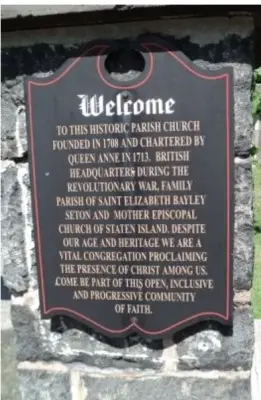 Welcome
TO THIS HISTORIC PARISH CHURCH
FOUNDED IN 1708 AND CHARTERED BY
QUEEN ANNE IN 1713. BRITISH
HEADQUARTERS DURING THE
REVOLUTIONARY WAR, FAMILY
PARISH OF SAINT ELIZABETH BAYLEY
SETON AND MOTHER EPISCOPAL
CHURCH OF STATEN ISLAND. DESPITE
OUR AGE AND HERITAGE WE ARE A
VITAL CONGREGATION PROCLAIMING
THE PRESENCE OF CHRIST AMONG US.
COME BE PART OF THIS OPEN, INCLUSIVE
AND PROGRESSIVE COMMUNITY
OF FAITH.